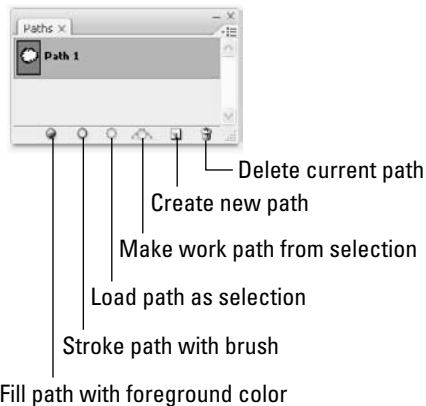 Paths x
Path 1
Delete current path
Create new path
Make work path from selection
Load path as selection
Stroke path with brush
Fill path with foreground color